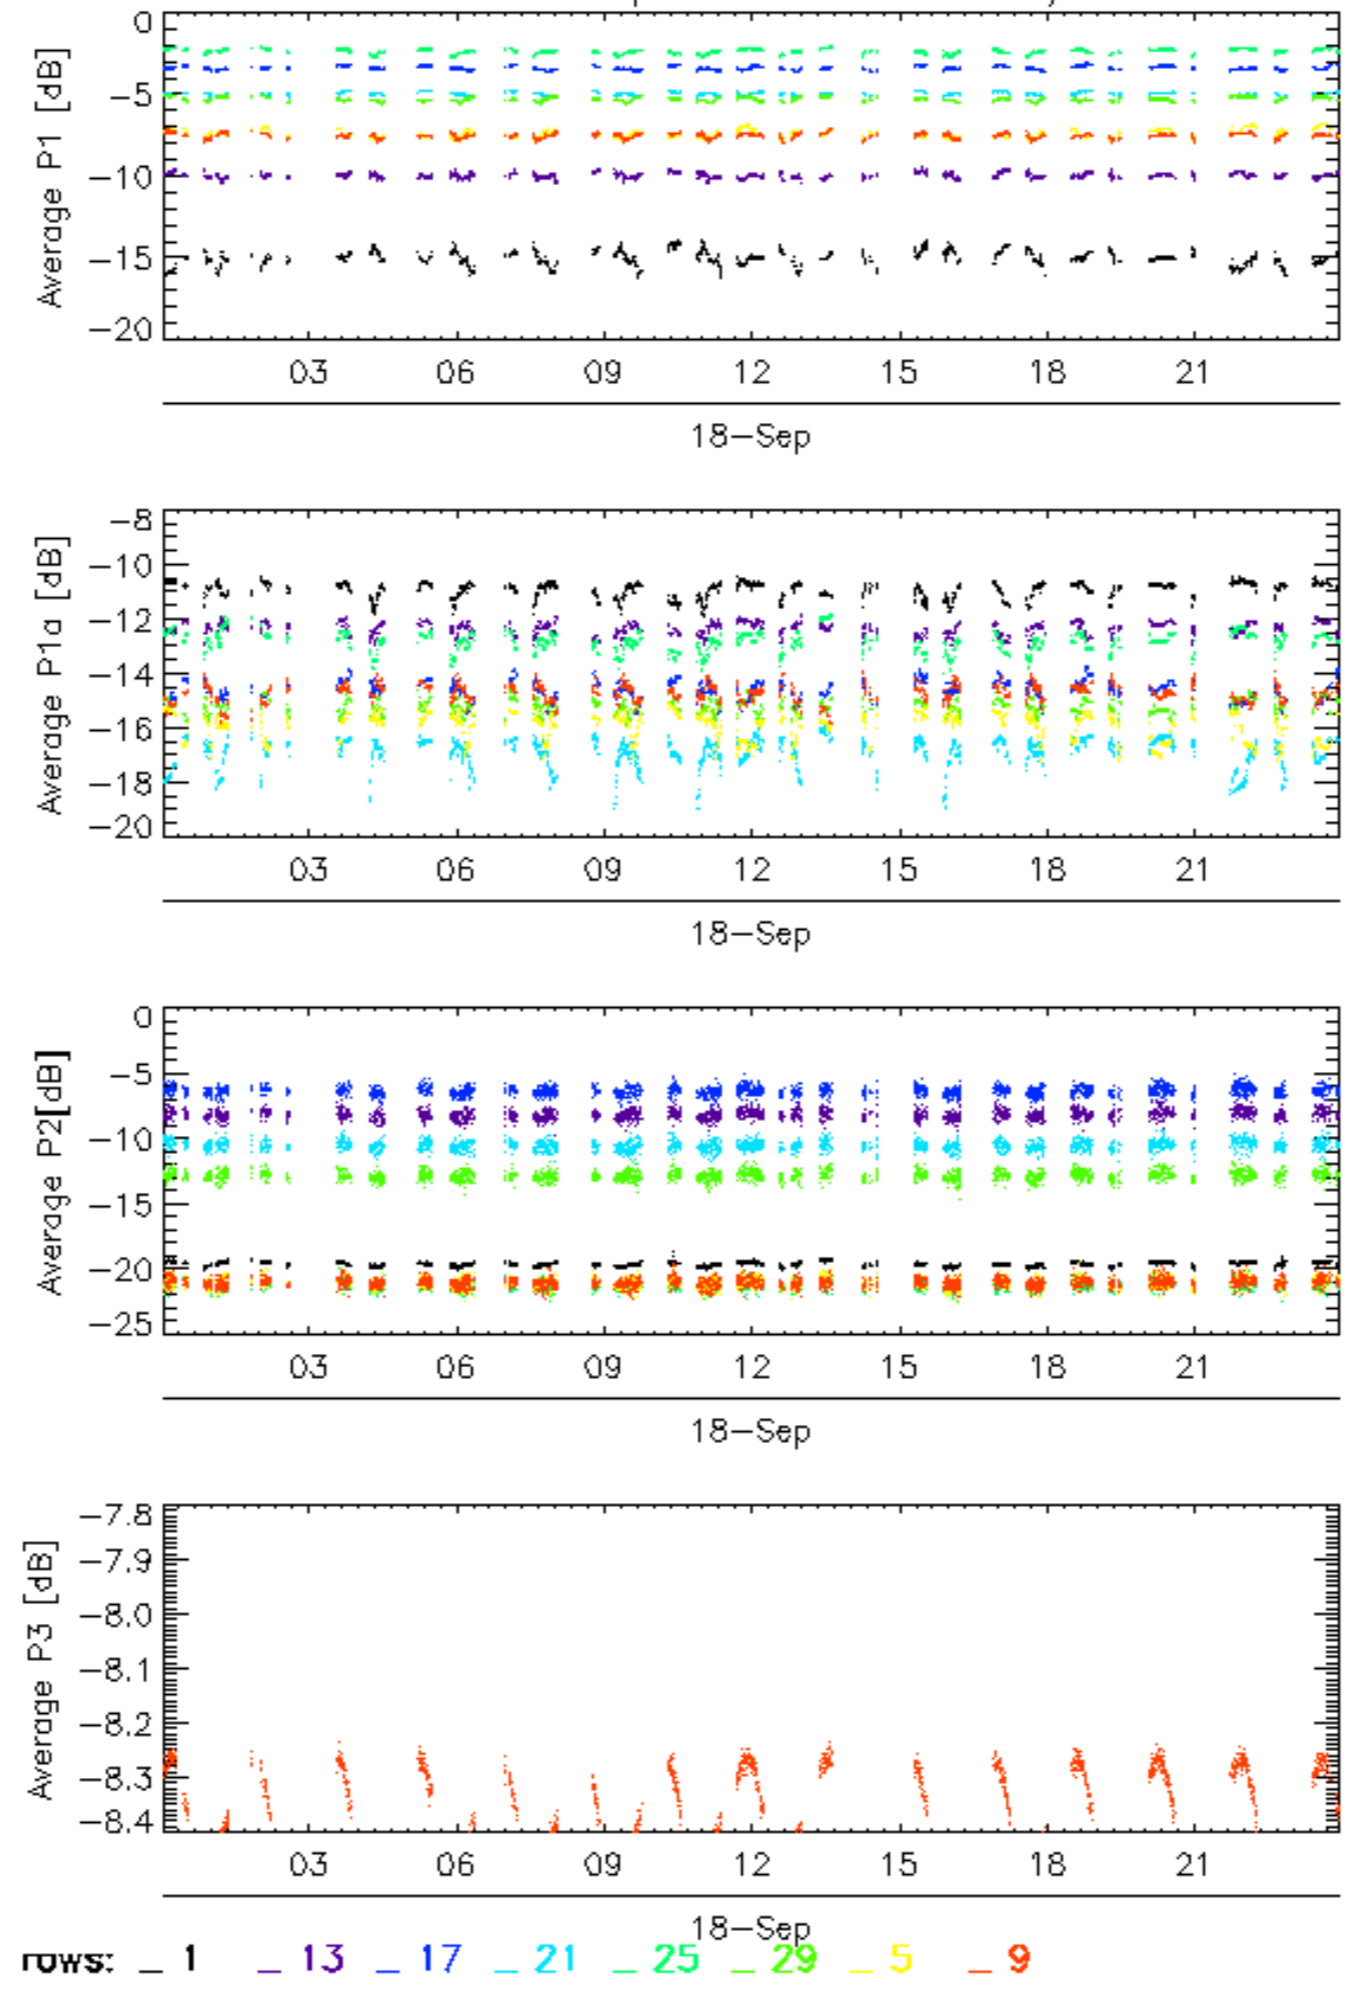 0
−5
−10
−15
−20
Average P1 [dB]
03 06 09 12 15 18 21
18−Sep
−8
−10
−12
−14
−16
−18
−20
Average P1a [dB]
03 06 09 12 15 18 21
18−Sep
0
−5
−10
−15
−20
−25
Average P2[dB]
03 06 09 12 15 18 21
18−Sep
−7.8
−7.9
−8.0
−8.1
−8.2
−8.3
−8.4
Average P3 [dB]
03 06 09 12 15 18 21
18−Sep
rows: _ 1 _ 13 _ 17 _ 21 _ 25 _ 29 _ 5 _ 9